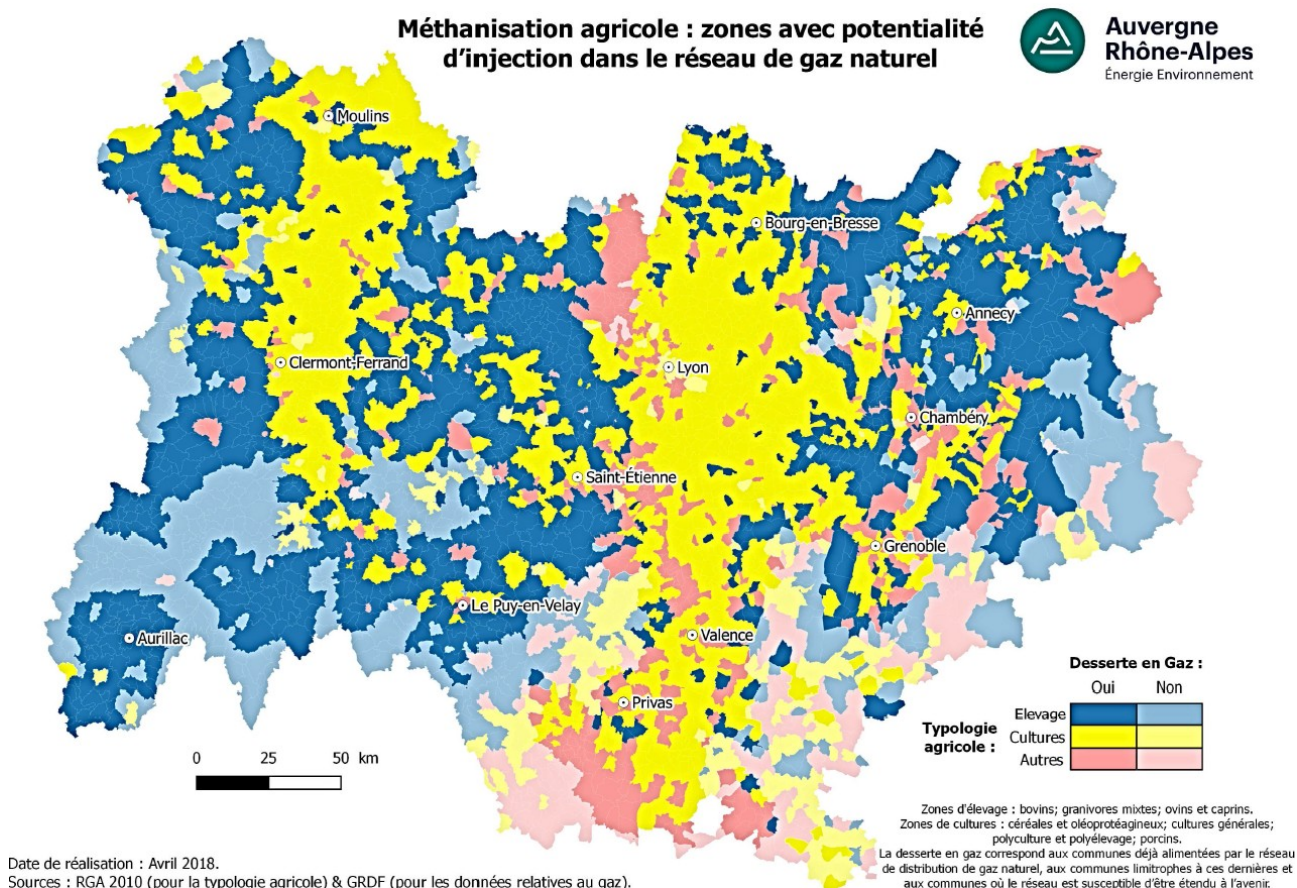 Méthanisation agricole : zones avec potentialité
d'injection dans le réseau de gaz naturel
Auvergne
Rhône-Alpes
Énergie Environnement
Moulins
Bourg-en-Bresse
Annecy
Clermont-Ferrand
Lyon
Chambéry
Saint-Étienne
Grenoble
Le Puy-en-Velay
Aurillac
Valence
Privas
0 25 50 km
Desserte en Gaz :
Oui Non
Typologie
agricole :
Elevage
Cultures
Autres
Zones d'élevage : bovins; granivores mixtes; ovins et caprins.
Zones de cultures : céréales et oléoprotéagineux; cultures générales;
polyculture et polyélevage; porcins.
La desserte en gaz correspond aux communes déjà alimentées par le réseau
de distribution de gaz naturel, aux communes limitrophes à ces dernières et
aux communes où le réseau est susceptible d'être étendu à l'avenir.
Date de réalisation : Avril 2018.
Sources : RGA 2010 (pour la typologie agricole) & GRDF (pour les données relatives au gaz).